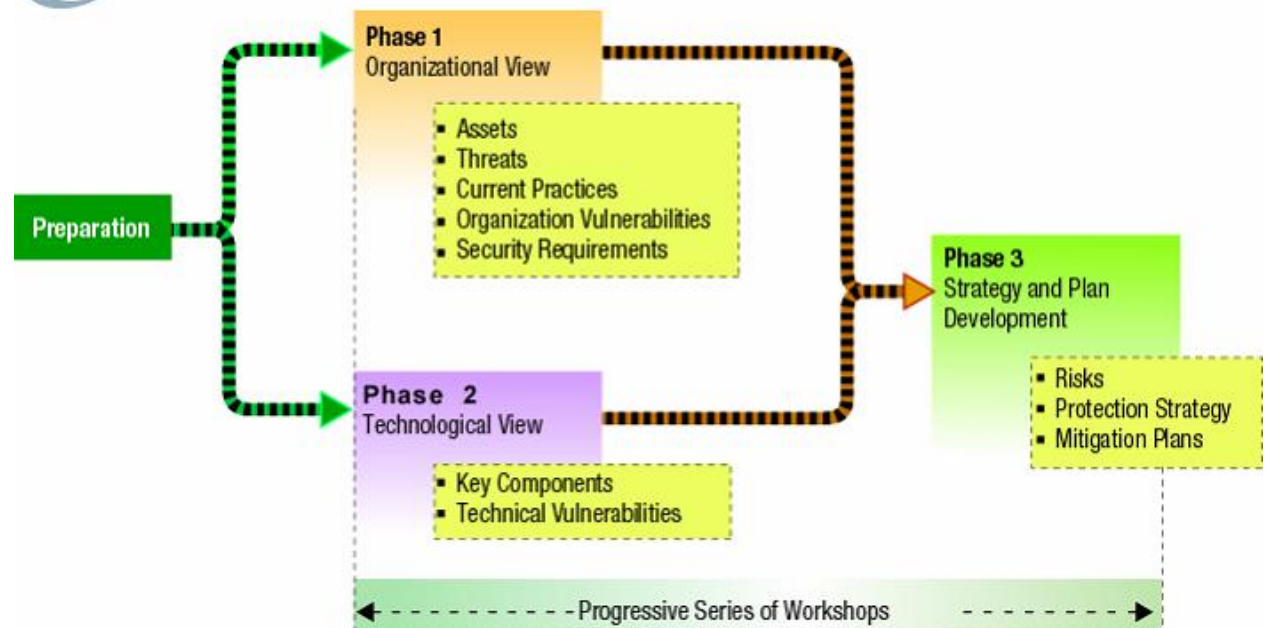 Phase 1
Organizational View
▪ Assets
▪ Threats
▪ Current Practices
▪ Organization Vulnerabilities
▪ Security Requirements
Preparation
Phase 3
Strategy and Plan
Development
▪ Risks
▪ Protection Strategy
▪ Mitigation Plans
Phase 2
Technological View
▪ Key Components
▪ Technical Vulnerabilities
Progressive Series of Workshops